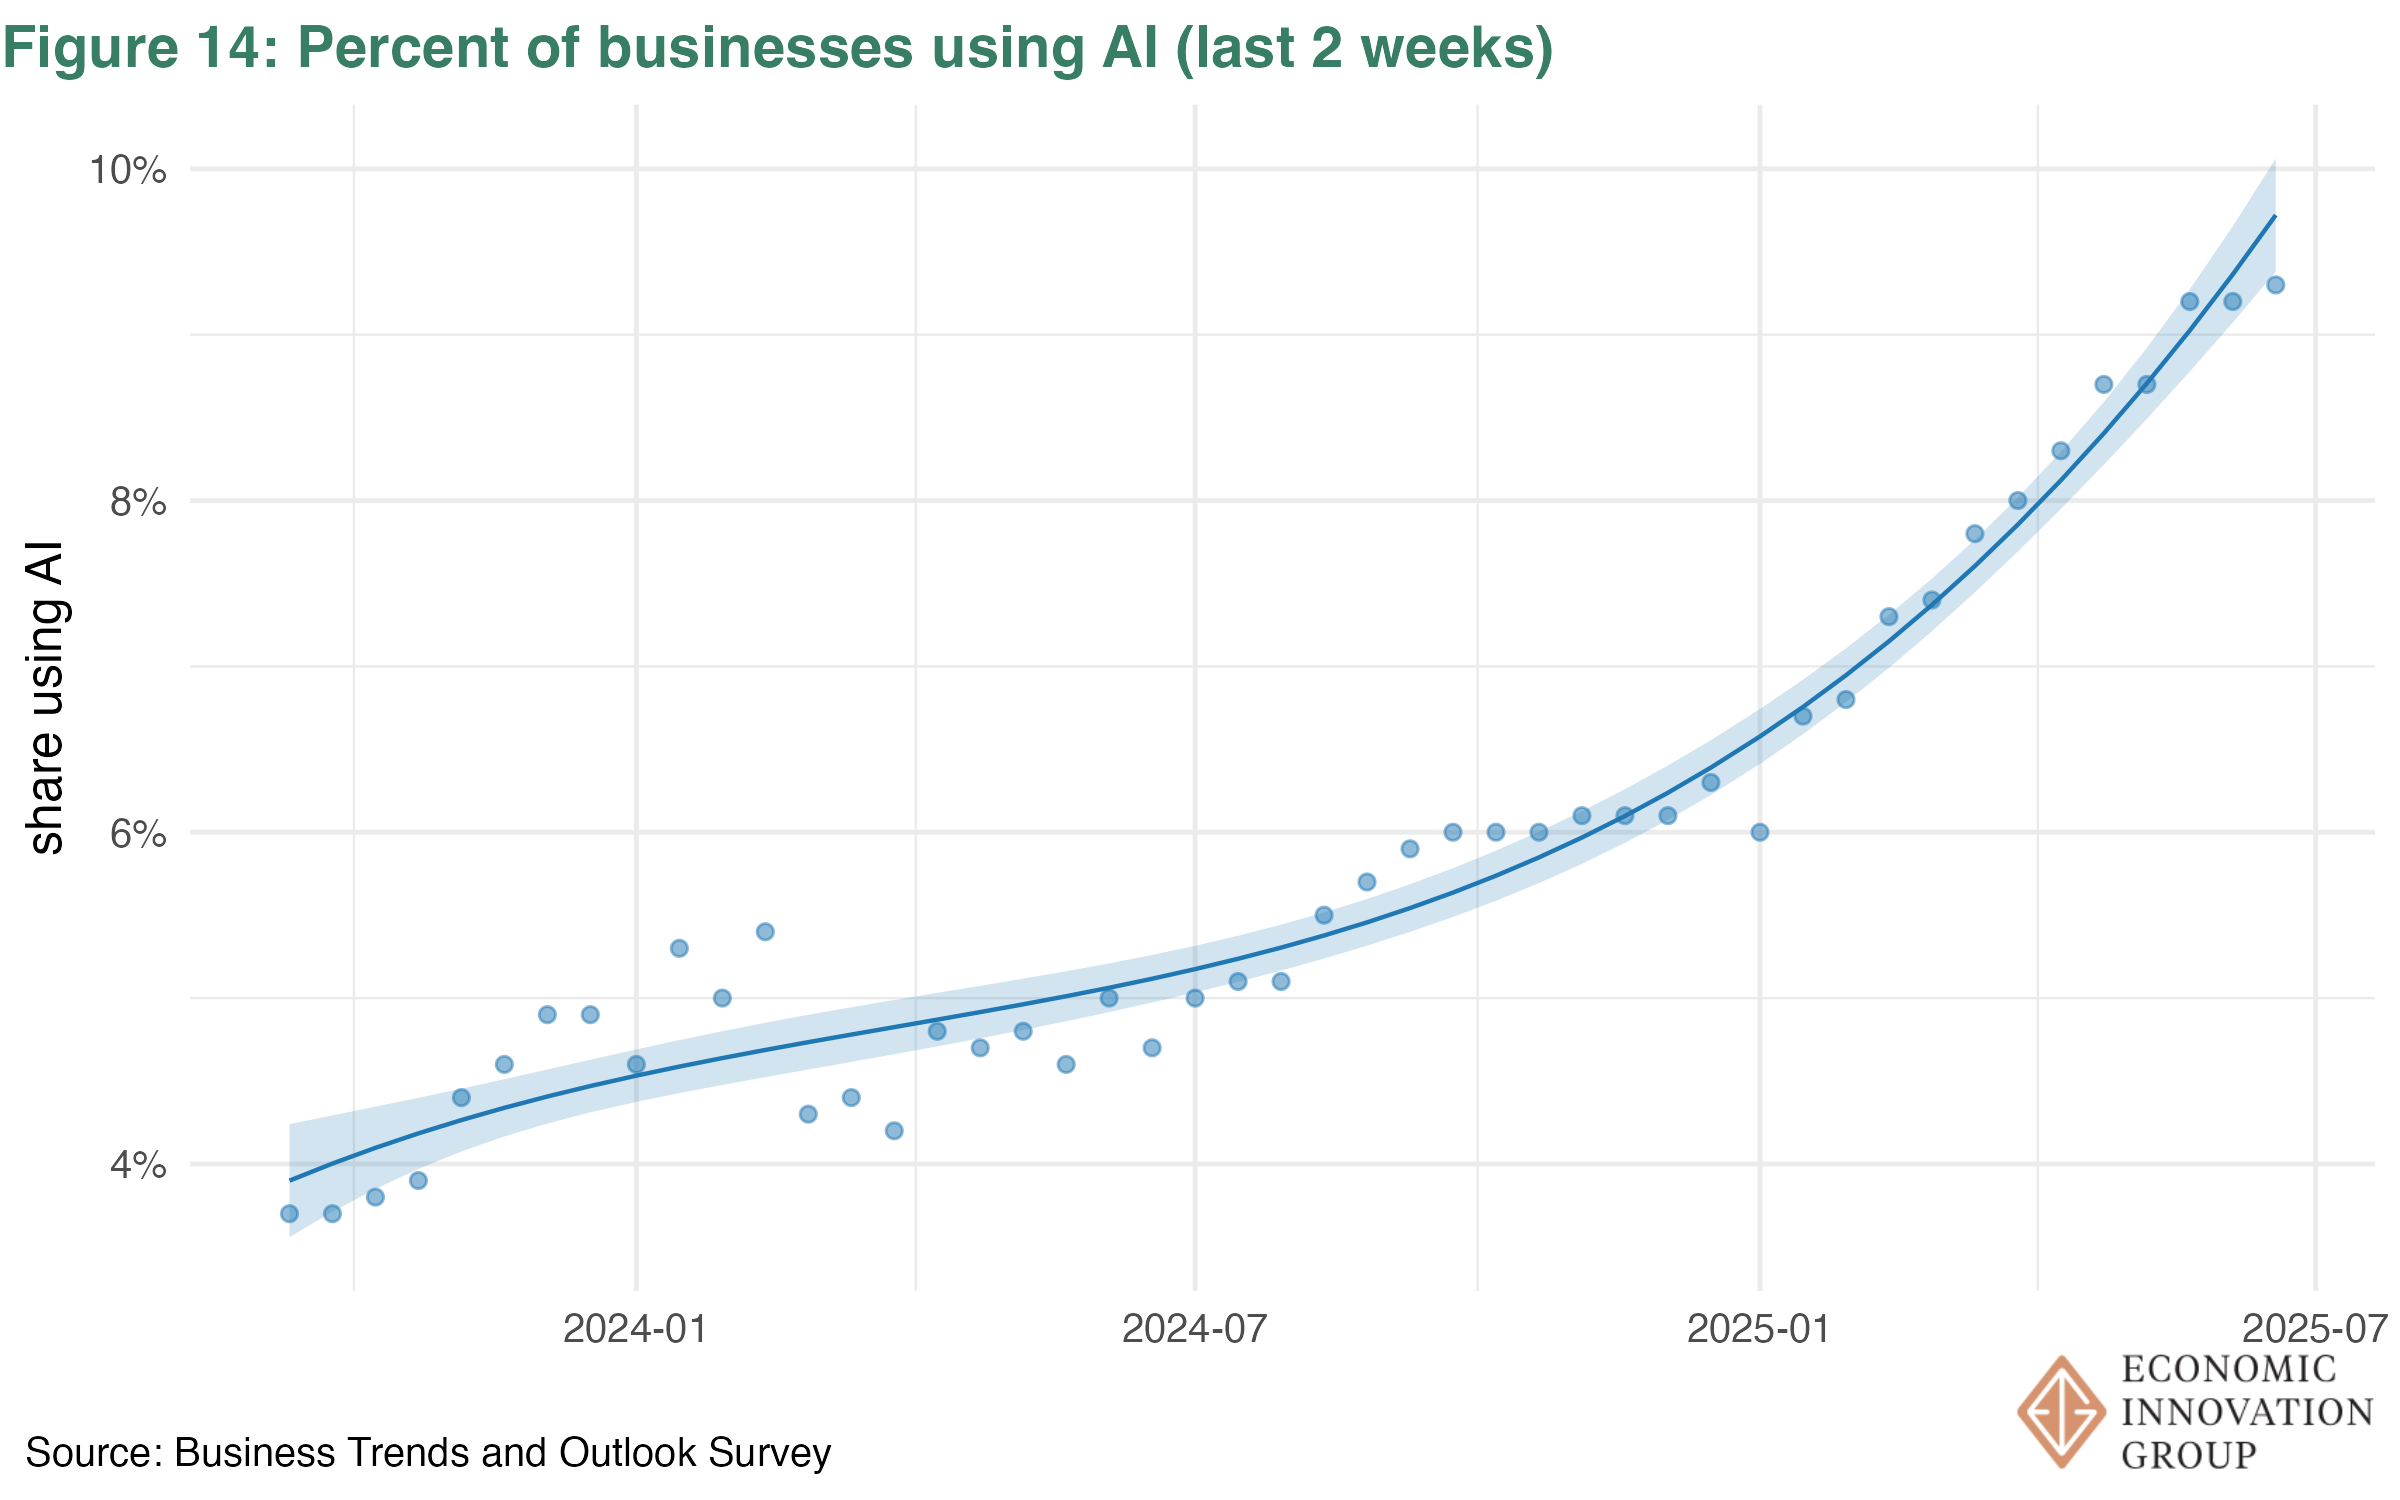 Figure 14: Percent of businesses using AI (last 2 weeks)
10%
8%
6%
4%
share using AI
2024-01
2024-07
2025-01
2025-07
Source: Business Trends and Outlook Survey
ECONOMIC
INNOVATION
GROUP